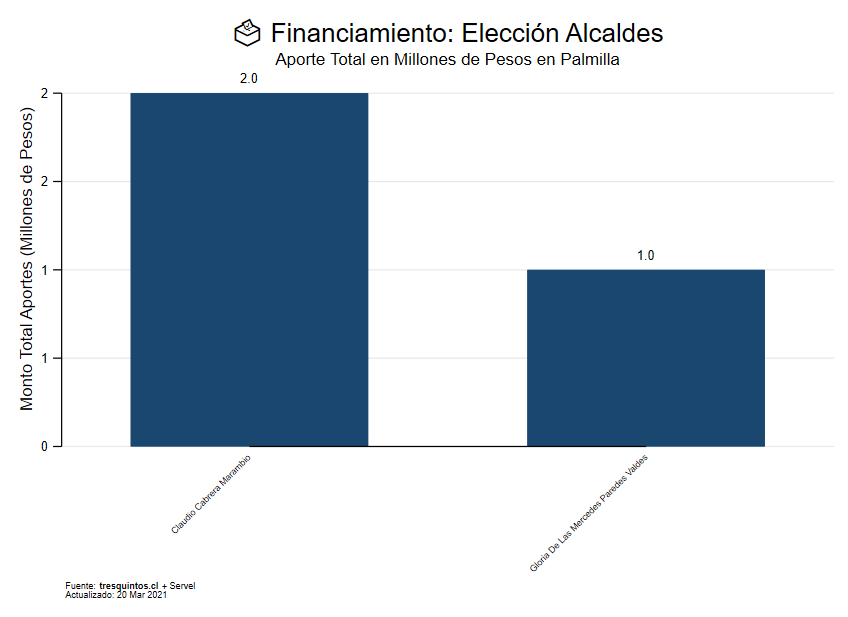 Financiamiento: Elección Alcaldes
Aporte Total en Millones de Pesos en Palmilla
Monto Total Aportes (Millones de Pesos)
2
2
1
1
0
2.0
1.0
Claudio Cabrera Marambio
Gloria De Las Mercedes Paredes Valdes
Fuente: tresquintos.cl + Servel
Actualizado: 20 Mar 2021